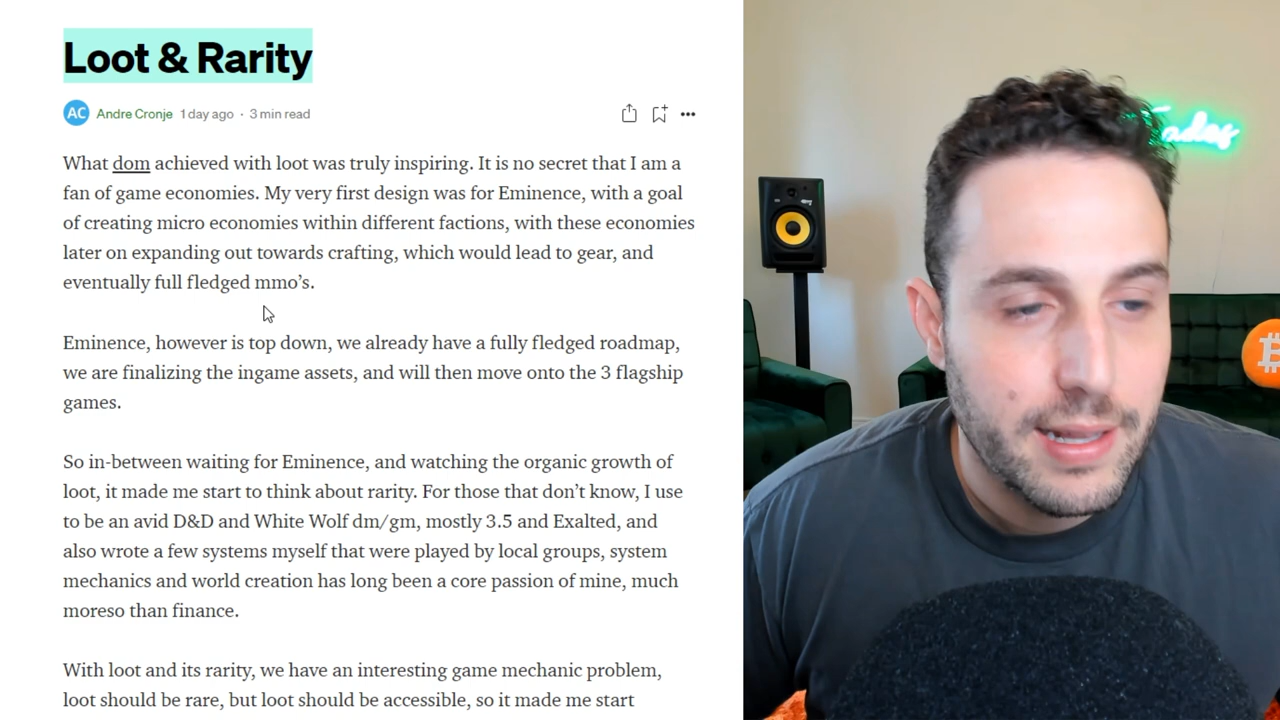 Loot & Rarity
AC Andre Cronje 1 day ago · 3 min read
What dom achieved with loot was truly inspiring. It is no secret that I am a
fan of game economies. My very first design was for Eminence, with a goal
of creating micro economies within different factions, with these economies
later on expanding out towards crafting, which would lead to gear, and
eventually full fledged mmo’s.
Eminence, however is top down, we already have a fully fledged roadmap,
we are finalizing the ingame assets, and will then move onto the 3 flagship
games.
So in-between waiting for Eminence, and watching the organic growth of
loot, it made me start to think about rarity. For those that don’t know, I use
to be an avid D&D and White Wolf dm/gm, mostly 3.5 and Exalted, and
also wrote a few systems myself that were played by local groups, system
mechanics and world creation has long been a core passion of mine, much
moreso than finance.
With loot and its rarity, we have an interesting game mechanic problem,
loot should be rare, but loot should be accessible, so it made me start